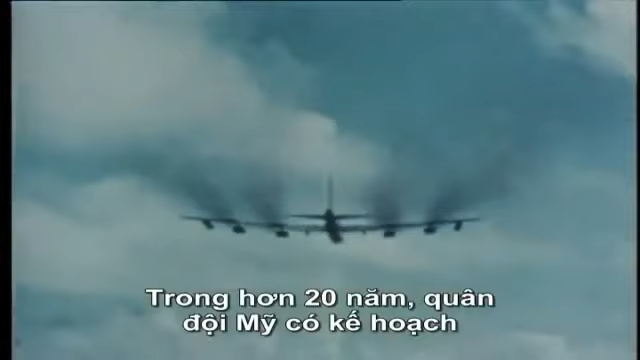 Trong hơn 20 năm, quân
đội Mỹ có kế hoạch